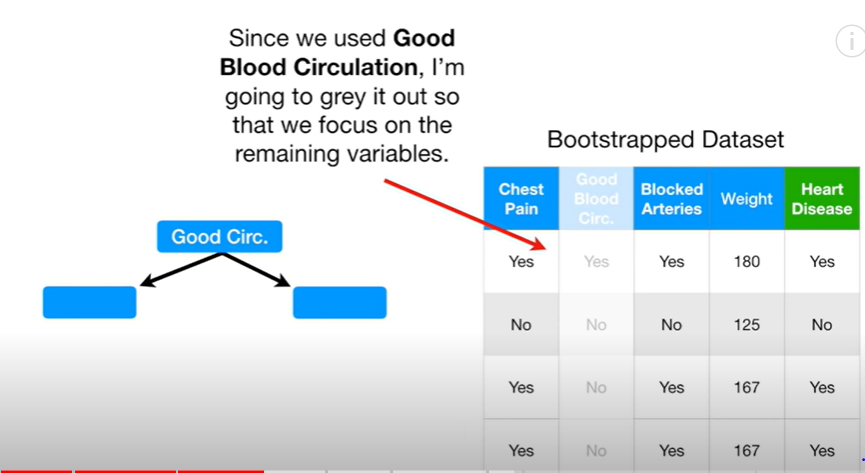 Since we used Good
Blood Circulation, I'm
going to grey it out so
that we focus on the
remaining variables.
Bootstrapped Dataset
Chest Pain Good Blood Circ. Blocked Arteries Weight Heart Disease
Yes Yes Yes 180 Yes
No No No 125 No
Yes No Yes 167 Yes
Yes No Yes 167 Yes
Good Circ.